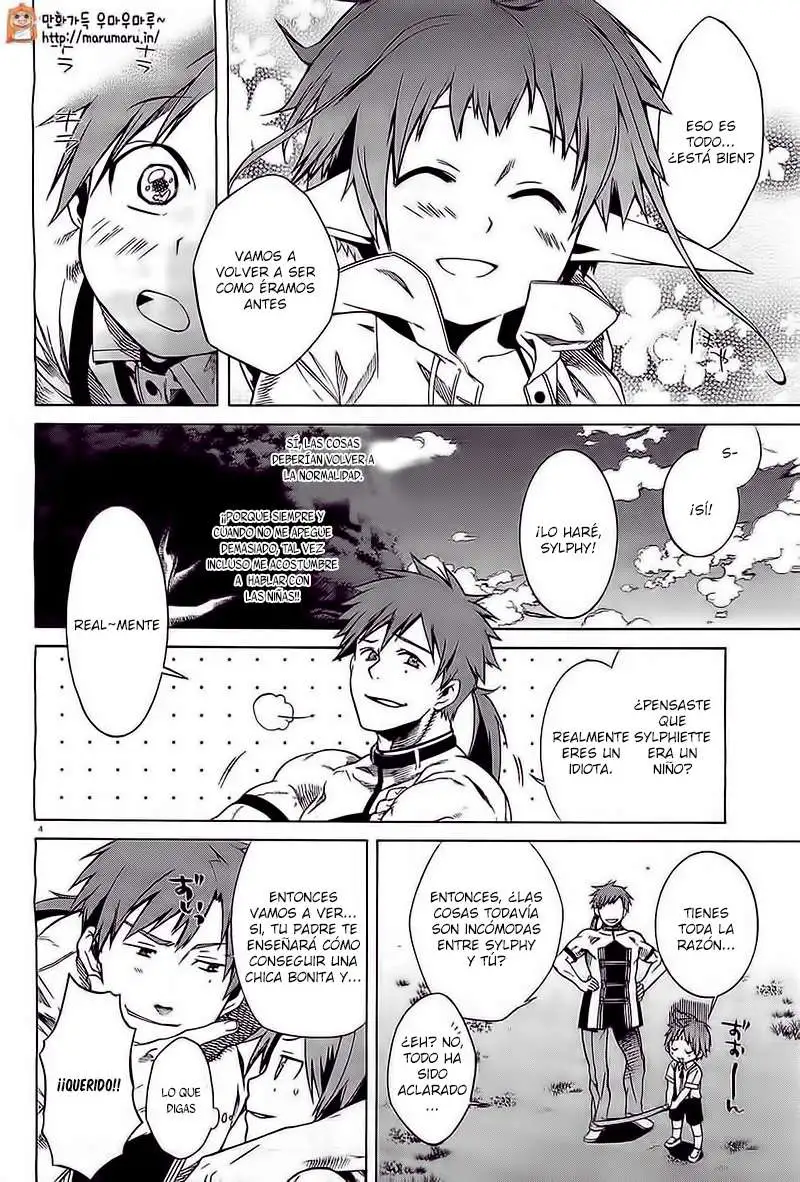 만화가득 우마우마루~
http://marumaru.in/
ESO ES
TODO...
¿ESTÁ BIEN?
VAMOS A
VOLVER A SER
COMO ÉRAMOS
ANTES
S-
¡SÍ!
¡LO HARÉ,
SYLPHY!
SÍ, LAS COSAS
DEBERÍAN VOLVER A
LA NORMALIDAD.
¡¡PORQUE SIEMPRE Y
CUANDO NO ME APEGUE
DEMASIADO, TAL VEZ
INCLUSO ME ACOSTUMBRE
A HABLAR CON
LAS NIÑAS!!
REAL~MENTE
¿PENSASTE
QUE
SYLPHIETTE
ERA UN
NIÑO?
REALMENTE
ERES UN
IDIOTA.
4
TIENES
TODA LA
RAZÓN...
ENTONCES, ¿LAS
COSAS TODAVÍA
SON INCÓMODAS
ENTRE SYLPHY
Y TÚ?
¿EH? NO,
TODO HA
SIDO
ACLARADO
...
ENTONCES
VAMOS A VER...
SI, TU PADRE TE
ENSEÑARÁ CÓMO
CONSEGUIR UNA
CHICA BONITA Y...
LO QUE
DIGAS
¡¡QUERIDO!!